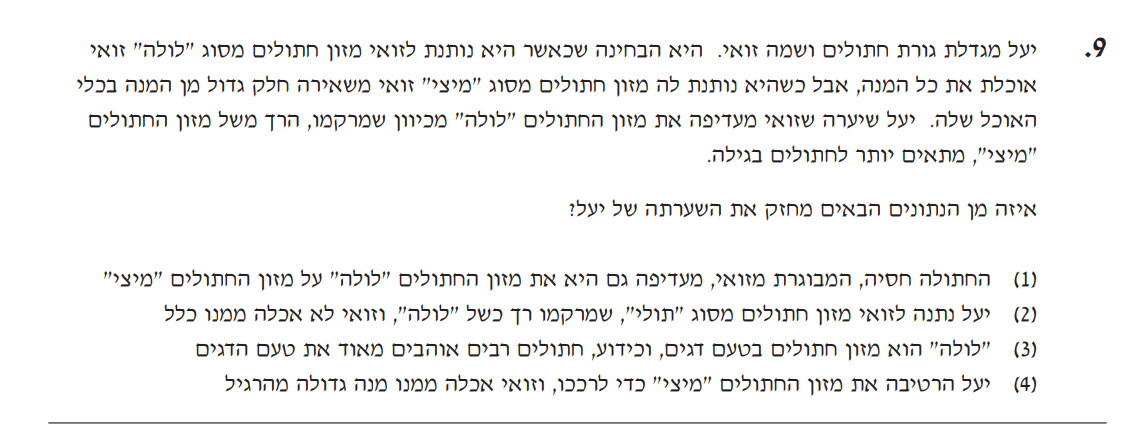 9. יעל מגדלת גורת חתולים ושמה זואי. היא הבחינה שכאשר היא נותנת לזואי מזון חתולים מסוג "לולה" זואי
אוכלת את כל המנה, אבל כשהיא נותנת לה מזון חתולים מסוג "מיצי" זואי משאירה חלק גדול מן המנה בכלי
האוכל שלה. יעל שיערה שזואי מעדיפה את מזון החתולים "לולה" מכיוון שמרקמו, הרך משל מזון החתולים
"מיצי", מתאים יותר לחתולים בגילה.
איזה מן הנתונים הבאים מחזק את השערתה של יעל?
(1) החתולה חסיה, המבוגרת מזואי, מעדיפה גם היא את מזון החתולים "לולה" על מזון החתולים "מיצי"
(2) יעל נתנה לזואי מזון חתולים מסוג "תולי", שמרקמו רך כשל "לולה", וזואי לא אכלה ממנו כלל
(3) "לולה" הוא מזון חתולים בטעם דגים, וכידוע, חתולים רבים אוהבים מאוד את טעם הדגים
(4) יעל הרטיבה את מזון החתולים "מיצי" כדי לרככו, וזואי אכלה ממנו מנה גדולה מהרגיל